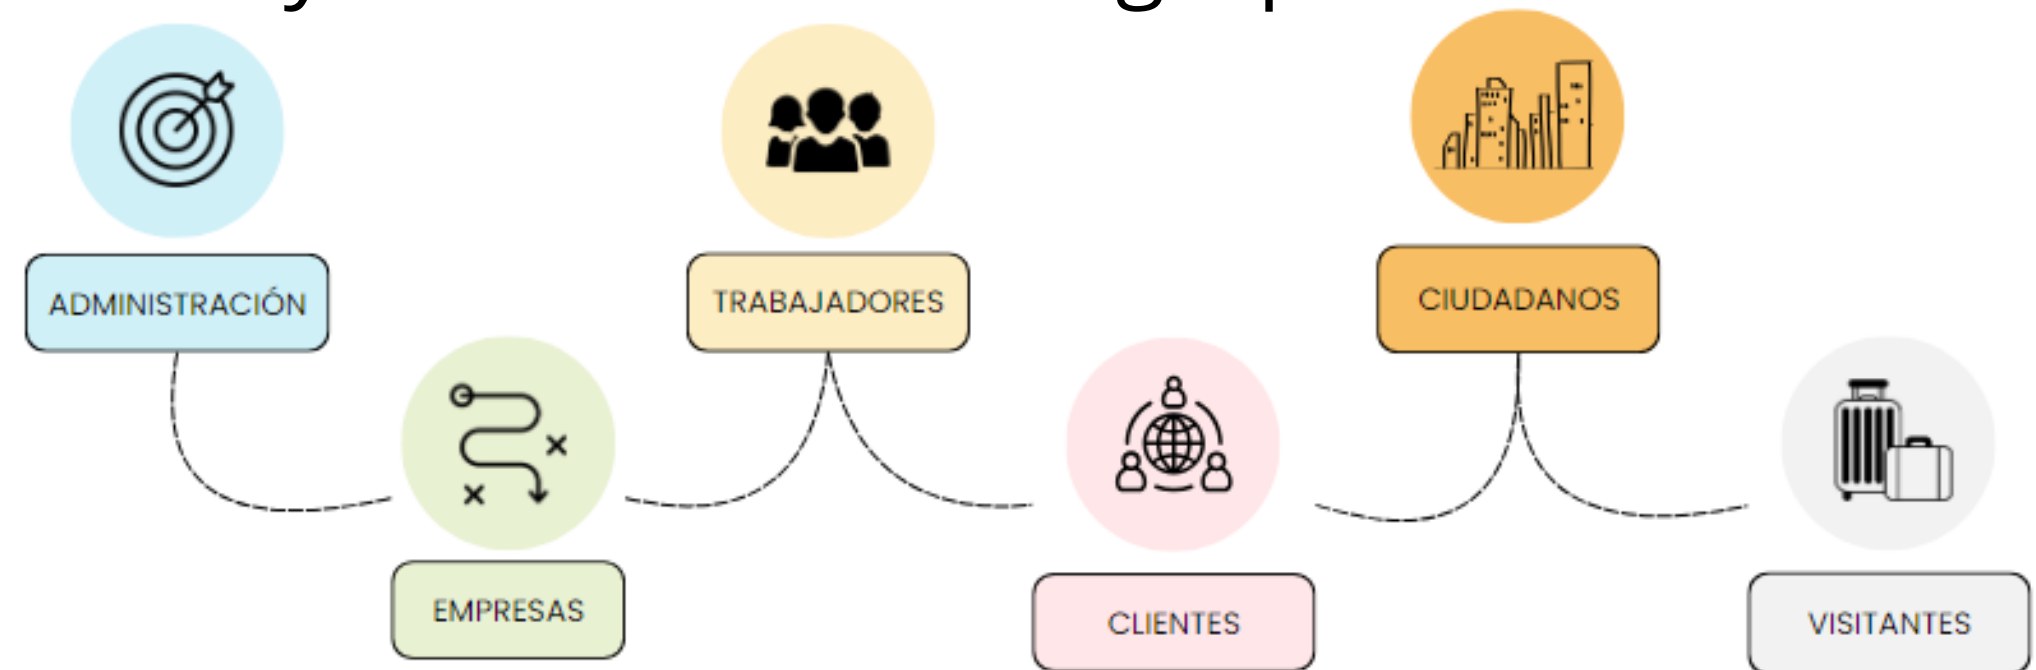 ADMINISTRACIÓN
EMPRESAS
TRABAJADORES
CLIENTES
CIUDADANOS
VISITANTES